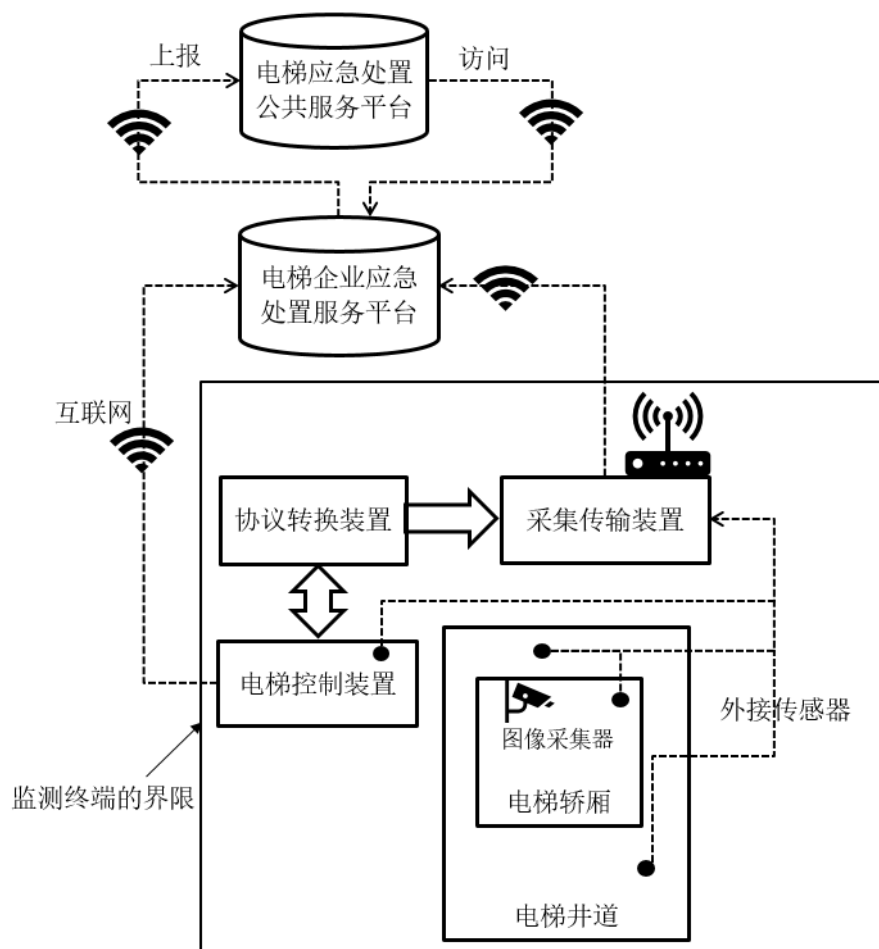 上报
访问
电梯应急处置
公共服务平台
电梯企业应急
处置服务平台
互联网
协议转换装置
采集传输装置
电梯控制装置
外接传感器
图像采集器
监测终端的界限
电梯轿厢
电梯井道